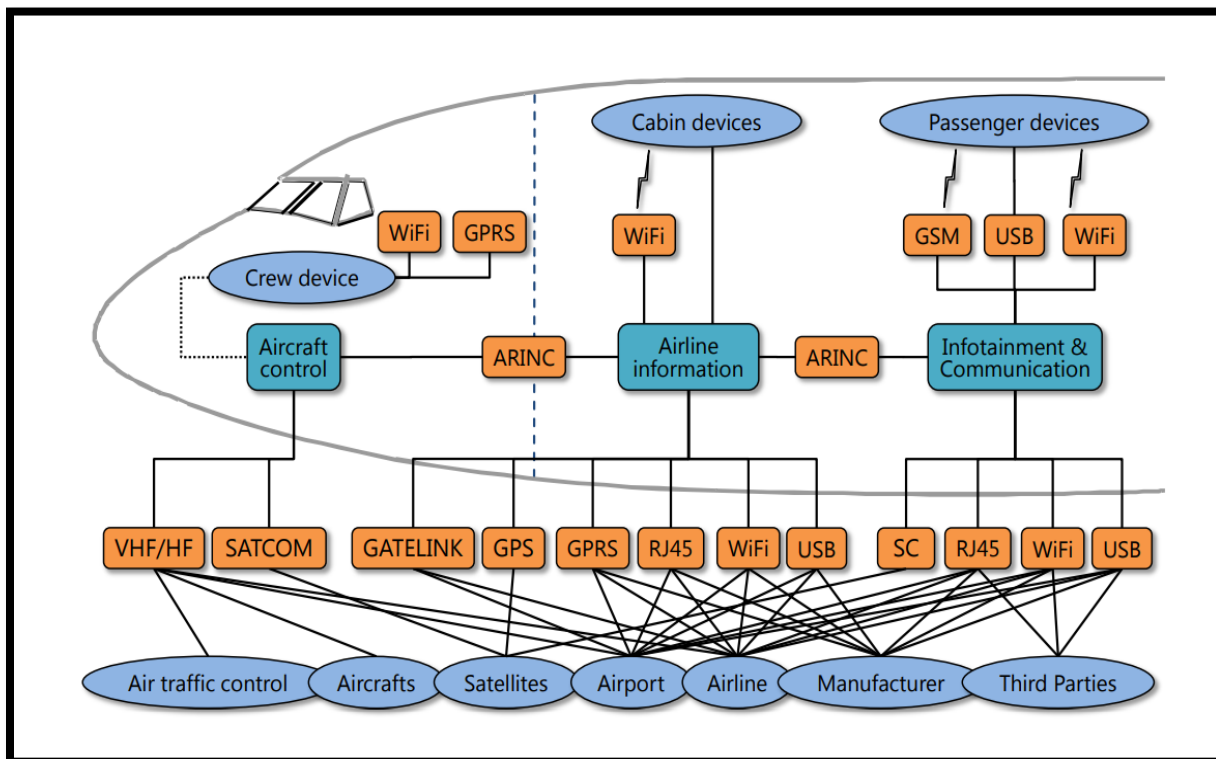 Cabin devices
Passenger devices
WiFi
GPRS
WiFi
GSM
USB
WiFi
Crew device
Aircraft
control
ARINC
Airline
information
ARINC
Infotainment &
Communication
VHF/HF
SATCOM
GATELINK
GPS
GPRS
RJ45
WiFi
USB
SC
RJ45
WiFi
USB
Air traffic control
Aircrafts
Satellites
Airport
Airline
Manufacturer
Third Parties